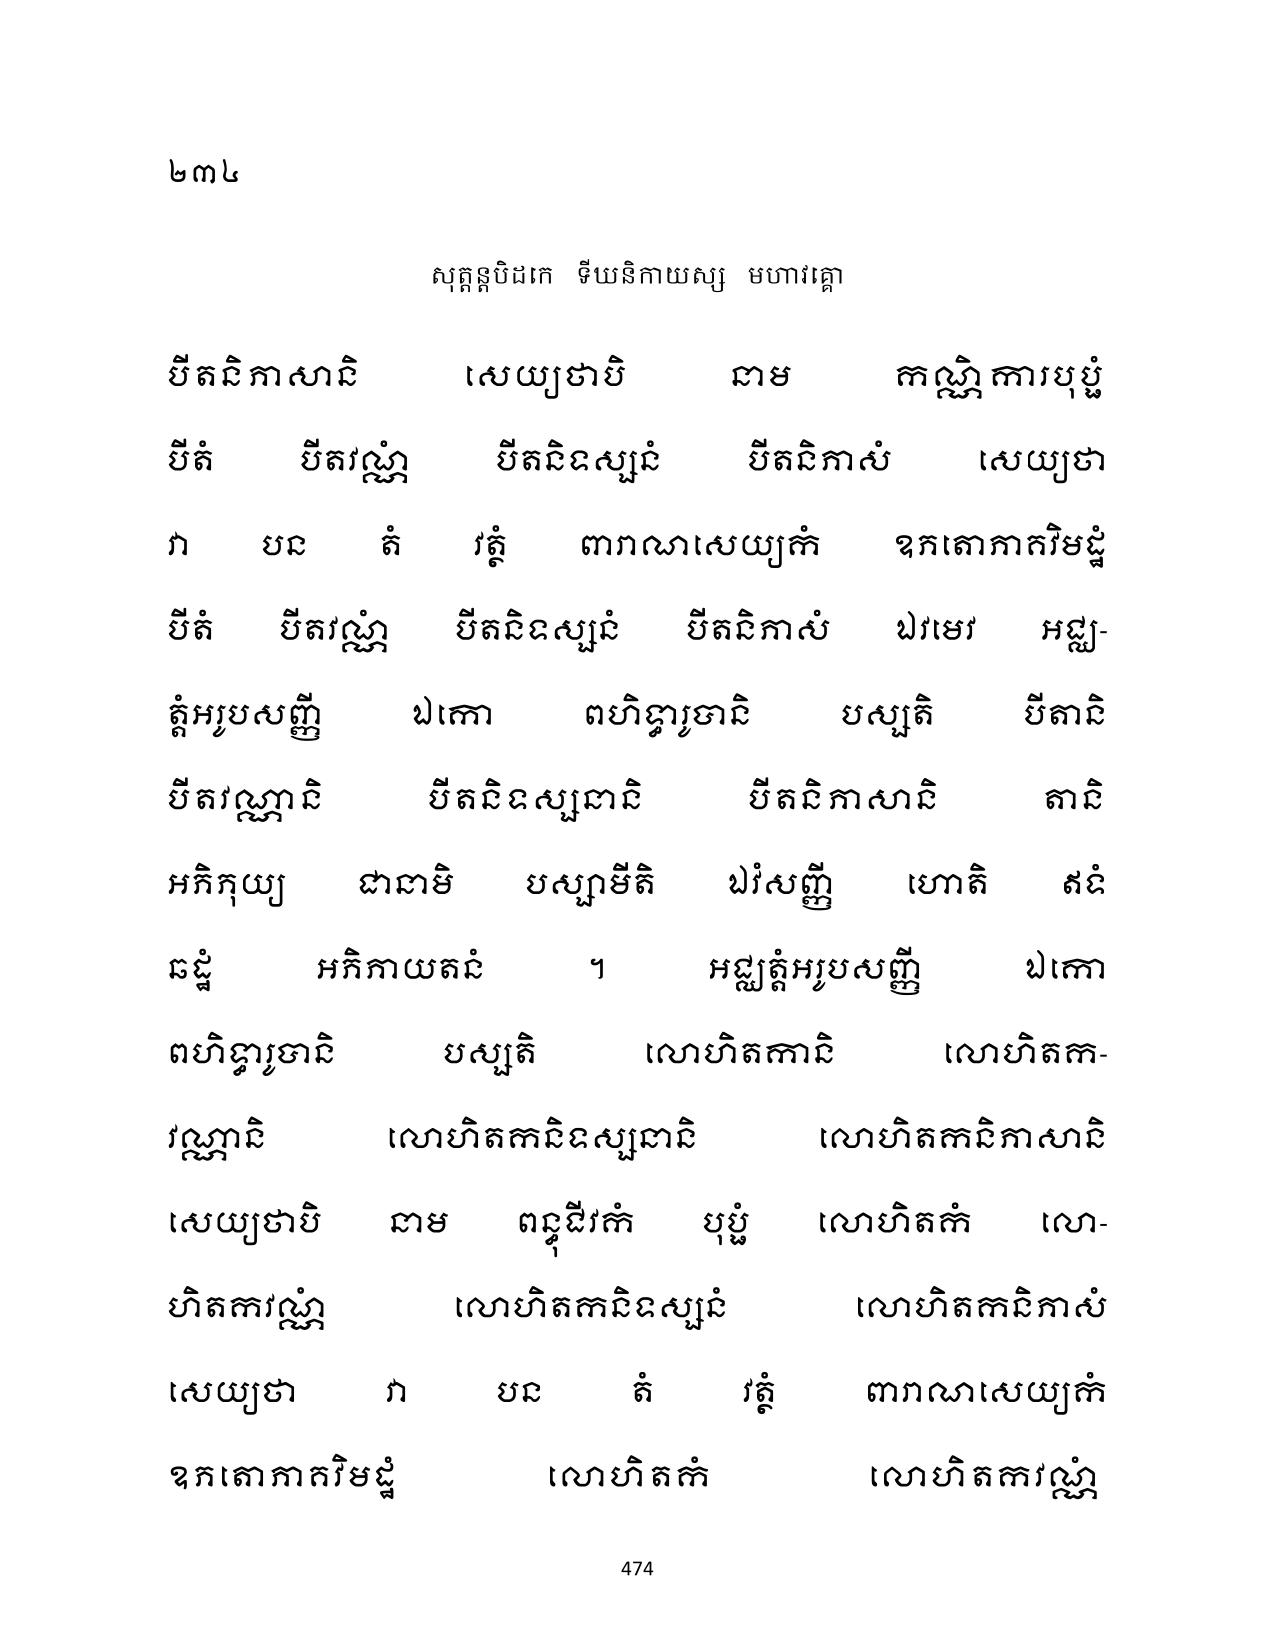 ២៣៤
សុត្តន្តបិដកេ ទីឃនិកាយស្ស មហាវគ្គោ
បីតនិភាសានិ សេយ្យថាបិ នាម កណ្ណិការបុប្ផំ
បីតំ បីតវណ្ណំ បីតនិទស្សនំ បីតនិភាសំ សេយ្យថា
វា បន តំ វត្ថំ ពារាណសេយ្យកំ ឧភតោភាគវិមដ្ឋំ
បីតំ បីតវណ្ណំ បីតនិទស្សនំ បីតនិភាសំ ឯវមេវ អជ្ឈ-
ត្តំអរូបសញ្ញី ឯកោ ពហិទ្ធារូបានិ បស្សតិ បីតានិ
បីតវណ្ណានិ បីតនិទស្សនានិ បីតនិភាសានិ តានិ
អភិភុយ្យ ជានាមិ បស្សាមីតិ ឯវំសញ្ញី ហោតិ ឥទំ
ឆដ្ឋំ អភិភាយតនំ ។ អជ្ឈត្តំអរូបសញ្ញី ឯកោ
ពហិទ្ធារូបានិ បស្សតិ លោហិតកានិ លោហិតក-
វណ្ណានិ លោហិតកនិទស្សនានិ លោហិតកនិភាសានិ
សេយ្យថាបិ នាម ពន្ធុជីវកំ បុប្ផំ លោហិតកំ លោ-
ហិតកវណ្ណំ លោហិតកនិទស្សនំ លោហិតកនិភាសំ
សេយ្យថា វា បន តំ វត្ថំ ពារាណសេយ្យកំ
ឧភតោភាគវិមដ្ឋំ លោហិតកំ លោហិតកវណ្ណំ
474